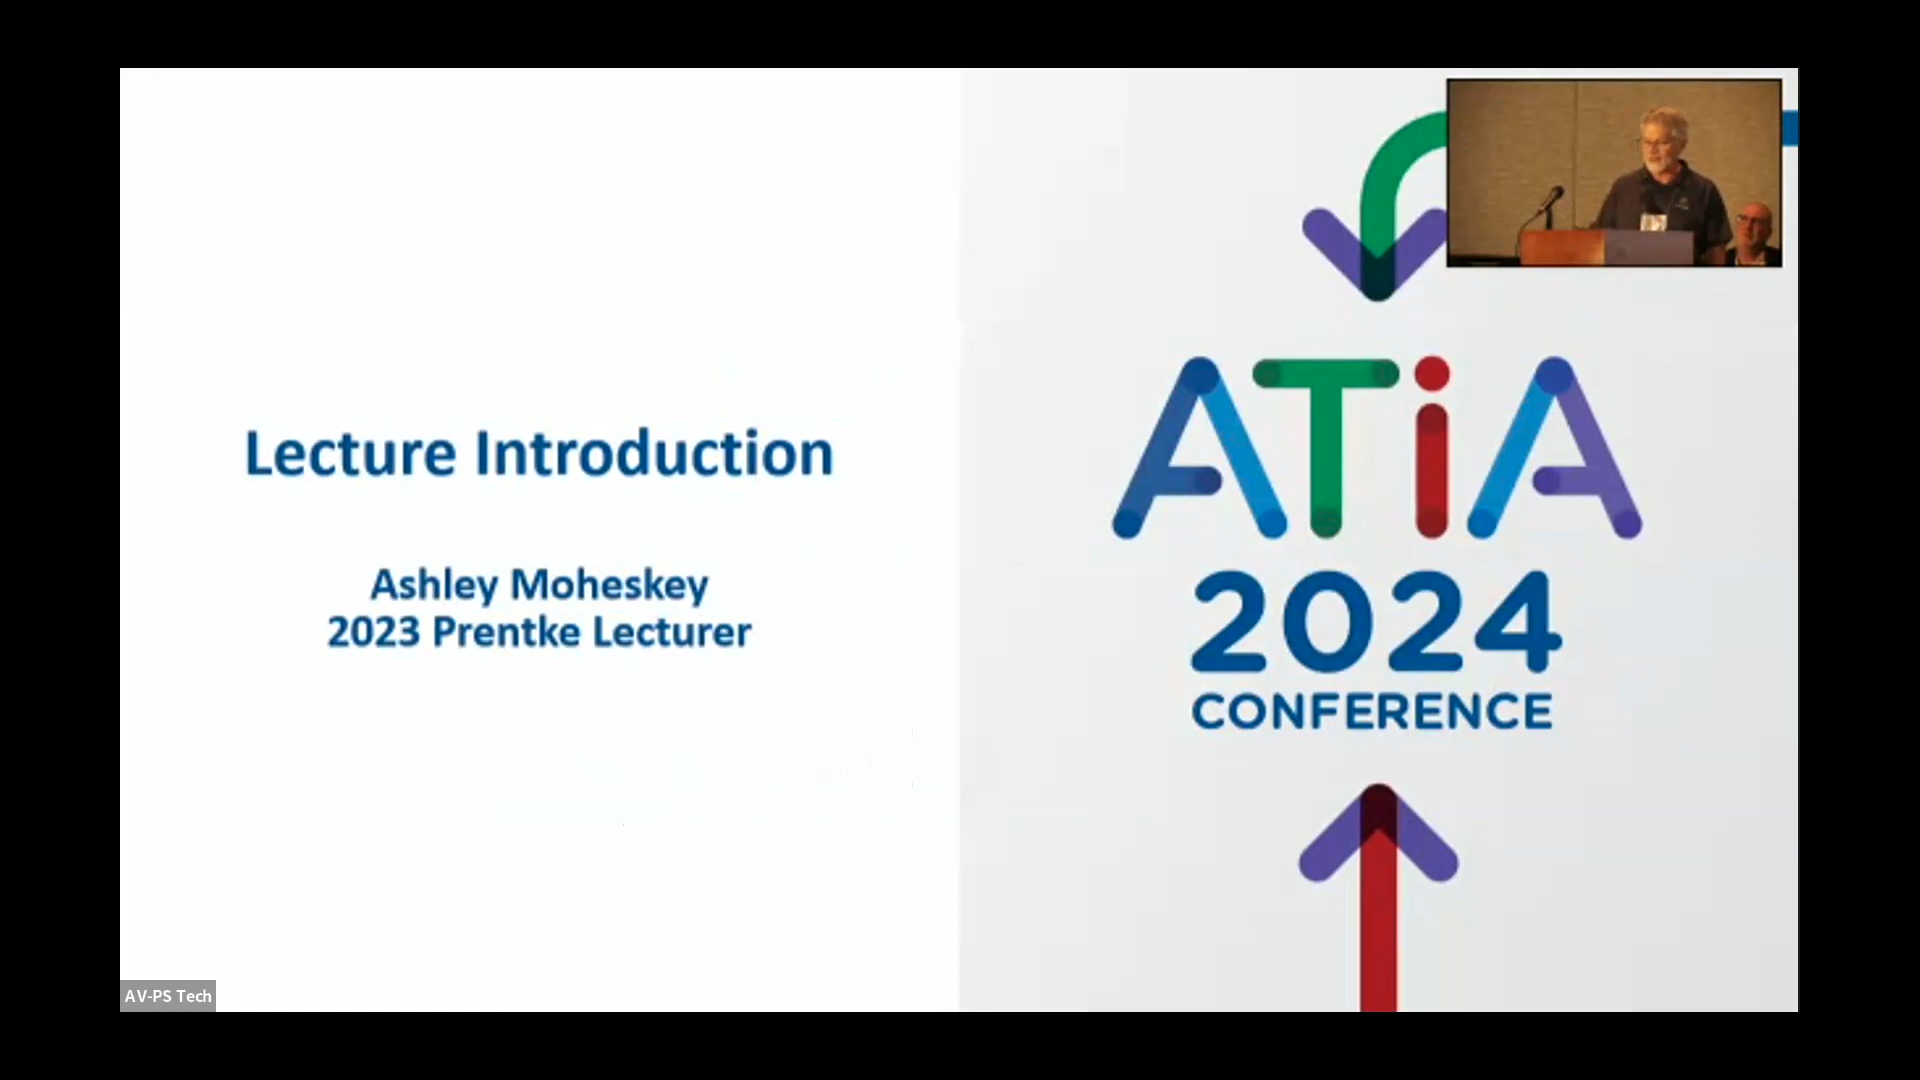 Lecture Introduction
Ashley Moheskey
2023 Prentke Lecturer
ATiA
2024
CONFERENCE
AV-PS Tech